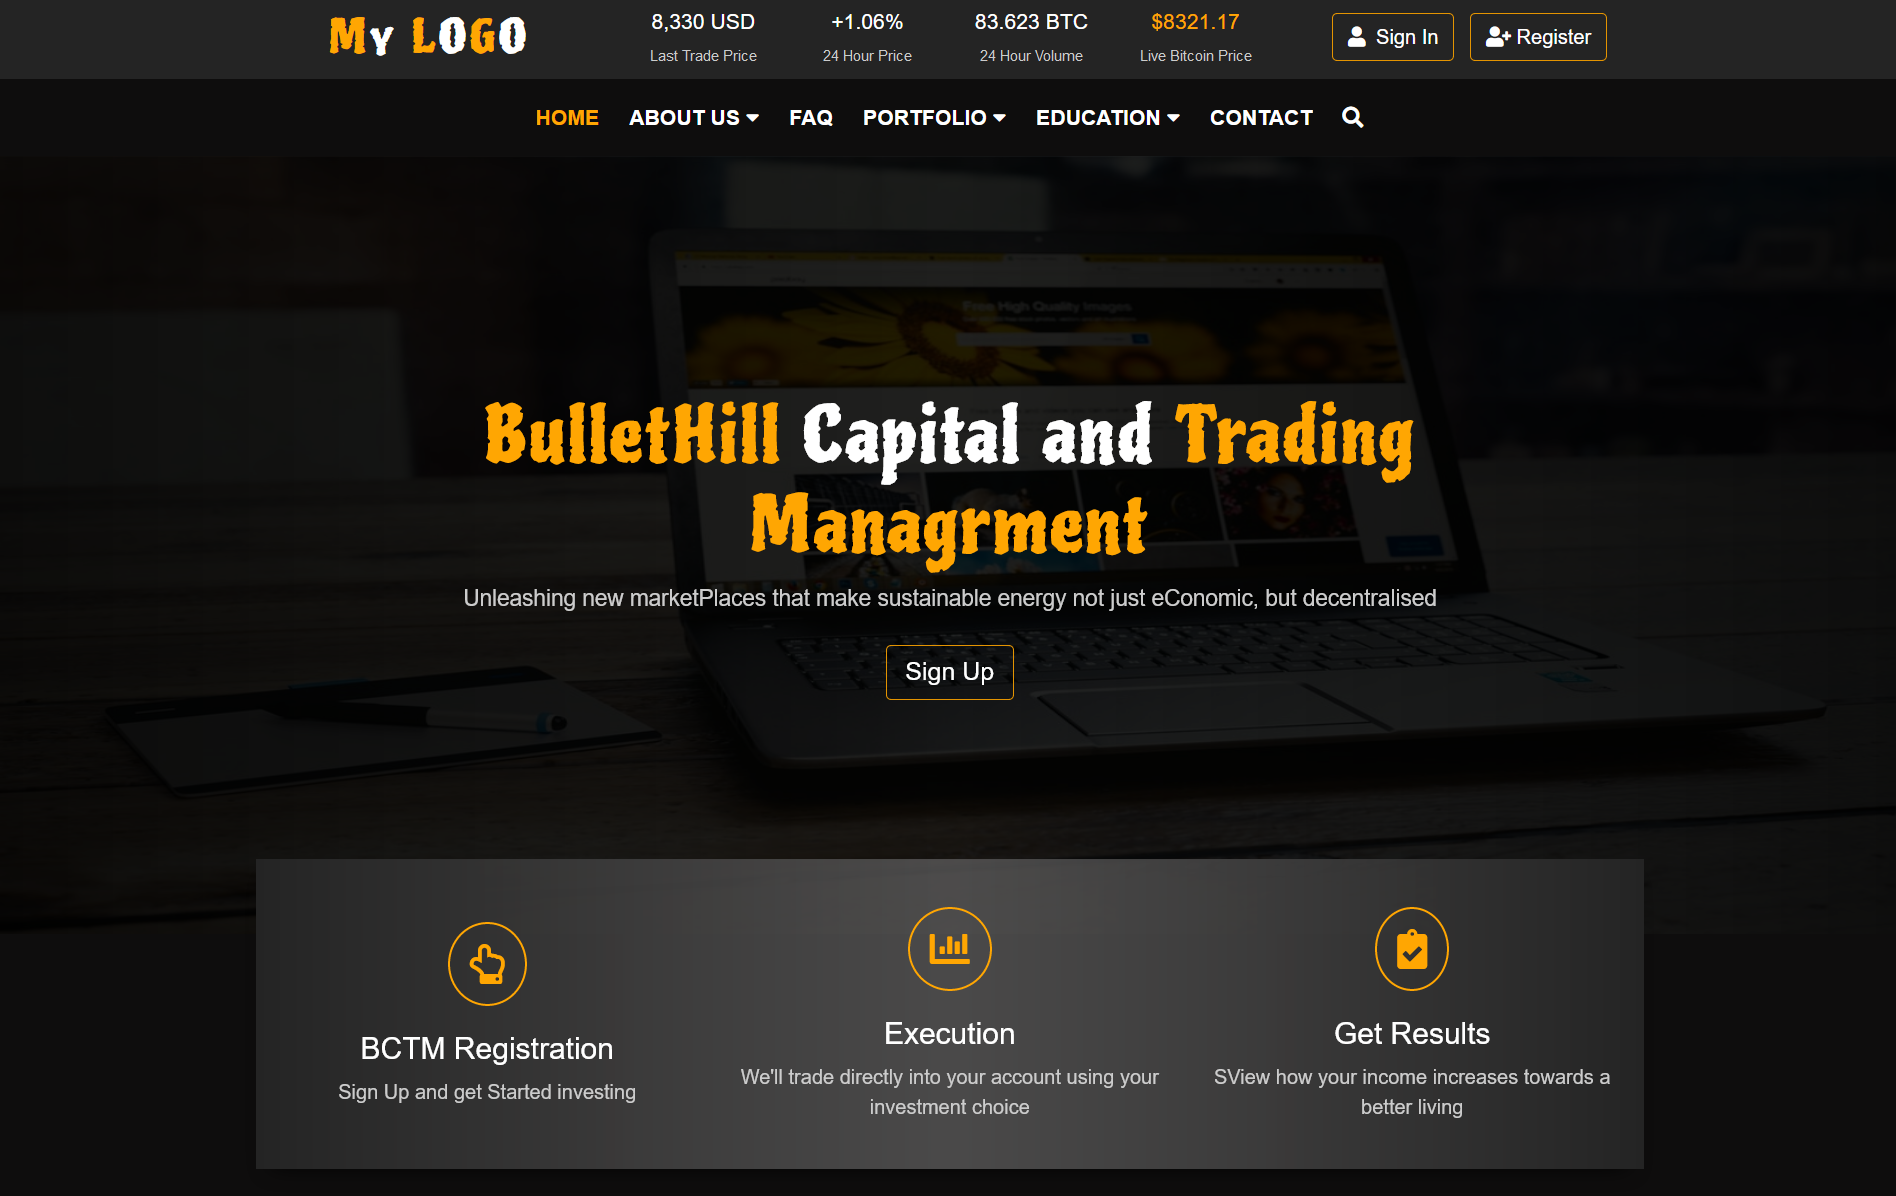 My LOGO
8,330 USD
Last Trade Price
+1.06%
24 Hour Price
83.623 BTC
24 Hour Volume
$8321.17
Live Bitcoin Price
Sign In
Register
HOME ABOUT US FAQ PORTFOLIO EDUCATION CONTACT
Free High Quality Images
BulletHill Capital and Trading
Managrment
Unleashing new marketPlaces that make sustainable energy not just eConomic, but decentralised
Sign Up
BCTM Registration
Sign Up and get Started investing
Execution
We'll trade directly into your account using your
investment choice
Get Results
SView how your income increases towards a
better living